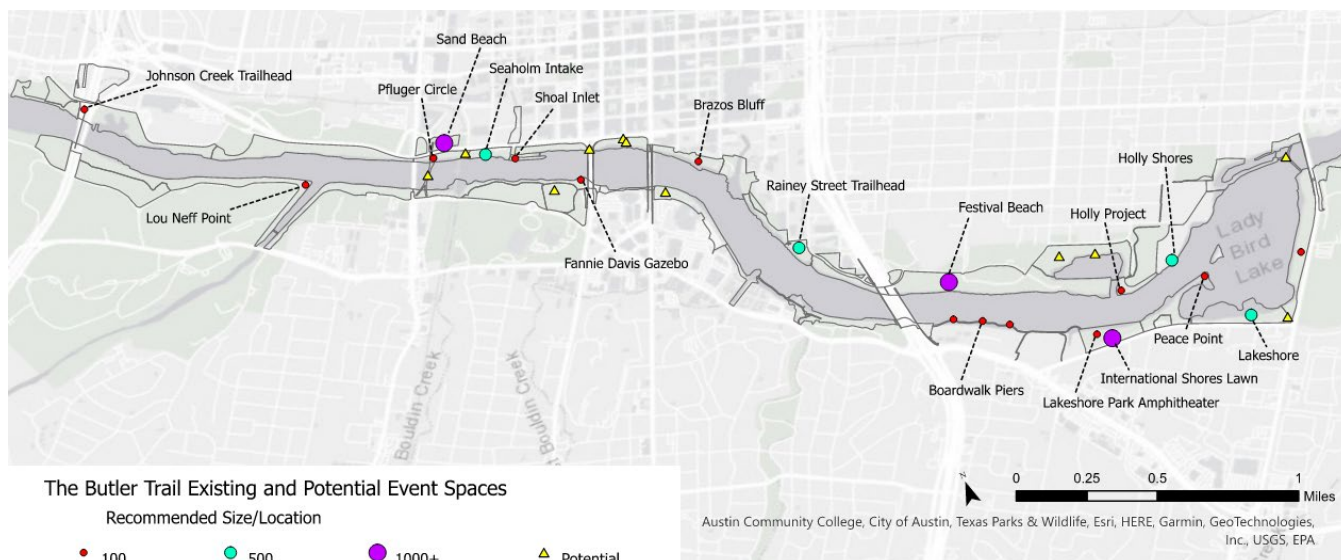 Sand Beach
Johnson Creek Trailhead
Seaholm Intake
Pfluger Circle
Shoal Inlet
Brazos Bluff
Holly Shores
Rainey Street Trailhead
Festival Beach
Holly Project
Lou Neff Point
Lady
Bird
Lake
Fannie Davis Gazebo
Peace Point
Lakeshore
Boardwalk Piers
International Shores Lawn
Lakeshore Park Amphitheater
Bouldin Creek
Bouldin Creek
The Butler Trail Existing and Potential Event Spaces
Recommended Size/Location
100
500
1000+
Potential
N
0 0.25 0.5 1
Miles
Austin Community College, City of Austin, Texas Parks & Wildlife, Esri, HERE, Garmin, GeoTechnologies,
Inc., USGS, EPA